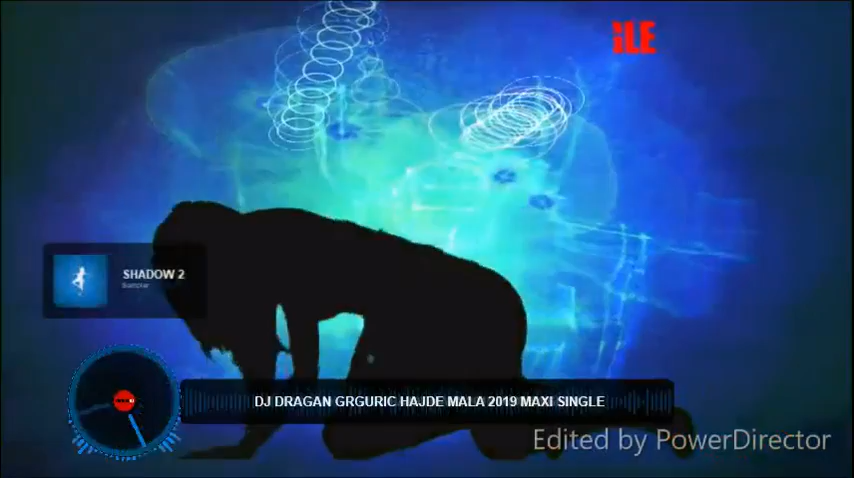 iLE
SHADOW 2
DJ DRAGAN GRGURIC HAJDE MALA 2019 MAXI SINGLE
Edited by PowerDirector